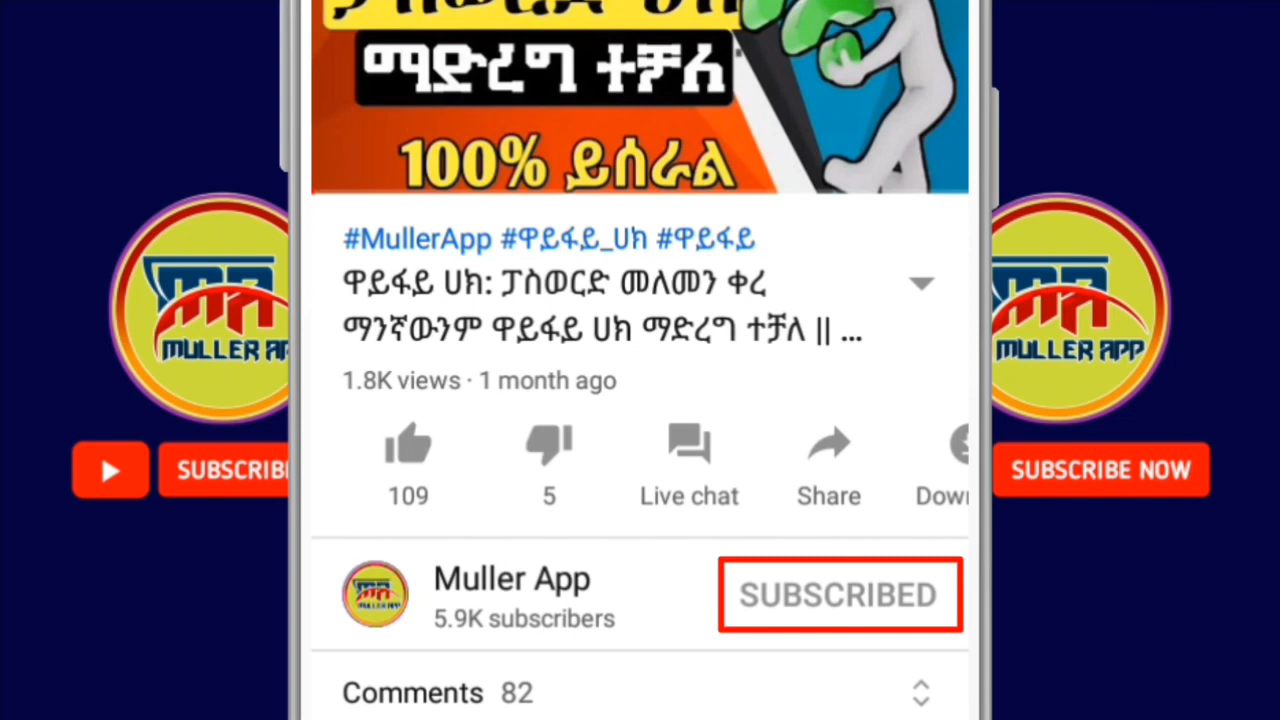 ማድረግ ተቻለ
100% ይሰራል
#MullerApp #ዋይፋይ_ሀክ #ዋይፋይ
ዋይፋይ ሀክ: ፓስወርድ መለመን ቀረ
ማንኛውንም ዋይፋይ ሀክ ማድረግ ተቻለ || ...
1.8K views · 1 month ago
109
5
Live chat
Share
Muller App
5.9K subscribers
SUBSCRIBED
Comments 82
MULLER APP
SUBSCRIBE NOW